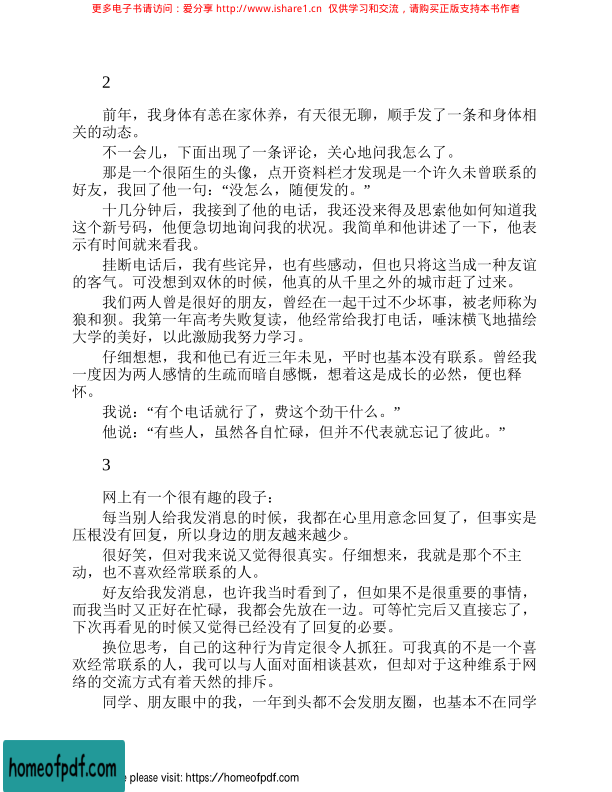 更多电子书请访问：爱分享 http://www.ishare1.cn 仅供学习和交流，请购买正版支持本书作者
2
前年，我身体有恙在家休养，有天很无聊，顺手发了一条和身体相
关的动态。
不一会儿，下面出现了一条评论，关心地问我怎么了。
那是一个很陌生的头像，点开资料栏才发现是一个许久未曾联系的
好友，我回了他一句：“没怎么，随便发的。”
十几分钟后，我接到了他的电话，我还没来得及思索他如何知道我
这个新号码，他便急切地询问我的状况。我简单和他讲述了一下，他表
示有时间就来看我。
挂断电话后，我有些诧异，也有些感动，但也只将这当成一种友谊
的客气。可没想到双休的时候，他真的从千里之外的城市赶了过来。
我们两人曾是很好的朋友，曾经在一起干过不少坏事，被老师称为
狼和狈。我第一年高考失败复读，他经常给我打电话，唾沫横飞地描绘
大学的美好，以此激励我努力学习。
仔细想想，我和他已有近三年未见，平时也基本没有联系。曾经我
一度因为两人感情的生疏而暗自感慨，想着这是成长的必然，便也释
怀。
我说：“有个电话就行了，费这个劲干什么。”
他说：“有些人，虽然各自忙碌，但并不代表就忘记了彼此。”
3
网上有一个很有趣的段子：
每当别人给我发消息的时候，我都在心里用意念回复了，但事实是
压根没有回复，所以身边的朋友越来越少。
很好笑，但对我来说又觉得很真实。仔细想来，我就是那个不主
动，也不喜欢经常联系的人。
好友给我发消息，也许我当时看到了，但如果不是很重要的事情，
而我当时又正好在忙碌，我都会先放在一边。可等忙完后又直接忘了，
下次再看见的时候又觉得已经没有了回复的必要。
换位思考，自己的这种行为肯定很令人抓狂。可我真的不是一个喜
欢经常联系的人，我可以与人面对面相谈甚欢，但却对于这种维系于网
络的交流方式有着天然的排斥。
同学、朋友眼中的我，一年到头都不会发朋友圈，也基本不在同学
homeofpdf.com
please visit: https://homeofpdf.com